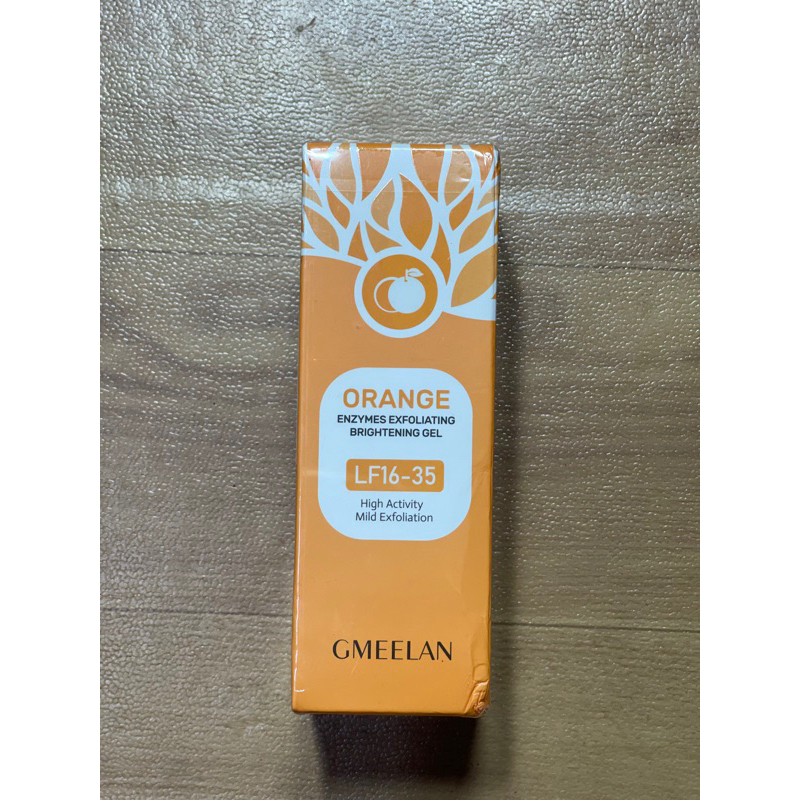 ORANGE
ENZYMES EXFOLIATING
BRIGHTENING GEL
LF16-35
High Activity
Mild Exfoliation
GMEELAN